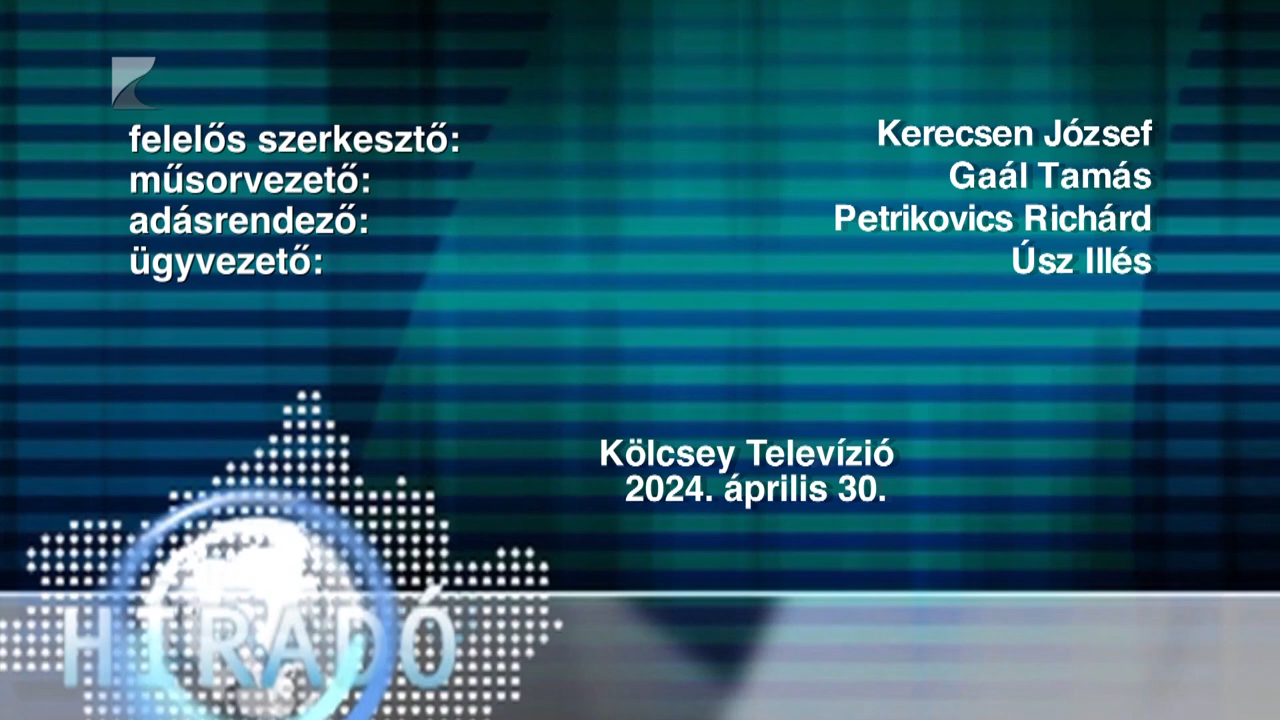 felelős szerkesztő: Kerecsen József
műsorvezető: Gaál Tamás
adásrendező: Petrikovics Richárd
ügyvezető: Úsz Illés
Kölcsey Televízió
2024. április 30.
HÍRADÓ